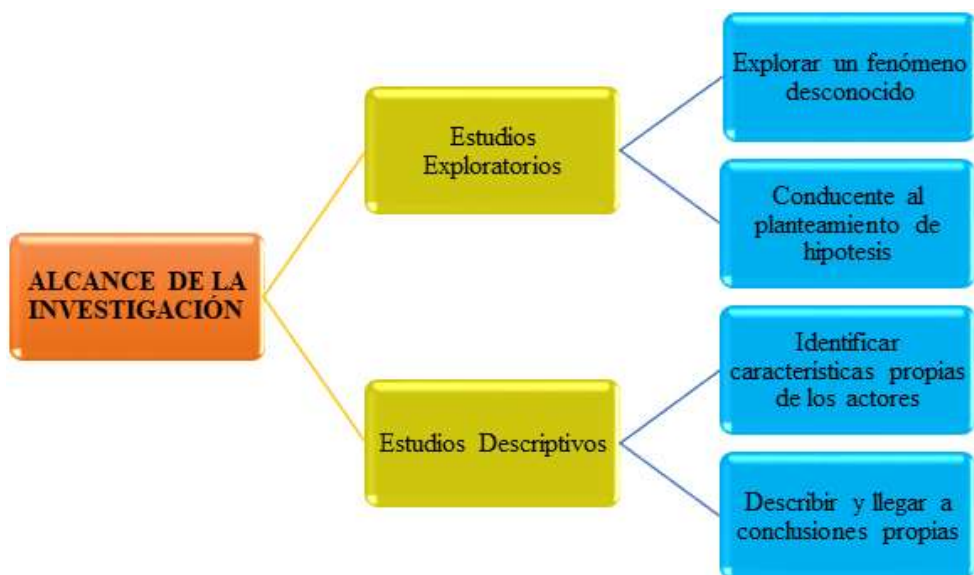 ALCANCE DE LA
INVESTIGACIÓN
Estudios
Exploratorios
Explorar un fenómeno
desconocido
Conducente al
planteamiento de
hipotesis
Estudios Descriptivos
Identificar
características propias
de los actores
Describir y llegar a
conclusiones propias